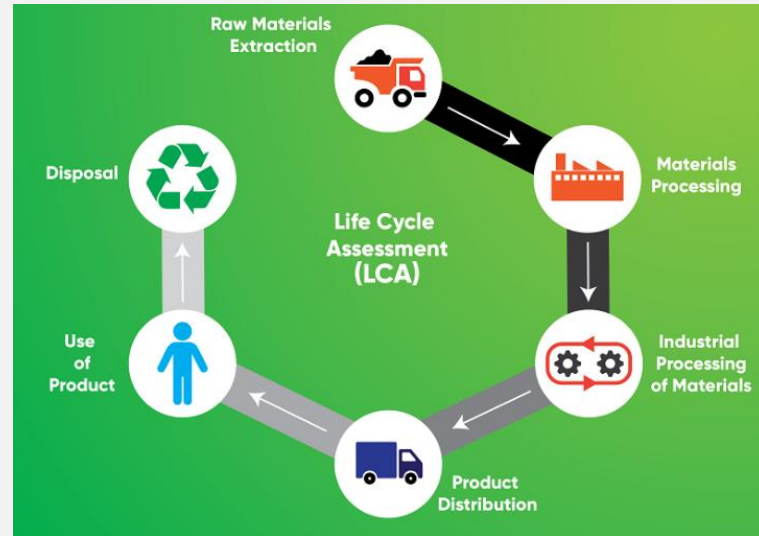 Raw Materials
Extraction
Materials
Processing
Industrial
Processing
of Materials
Product
Distribution
Use
of
Product
Disposal
Life Cycle
Assessment
(LCA)